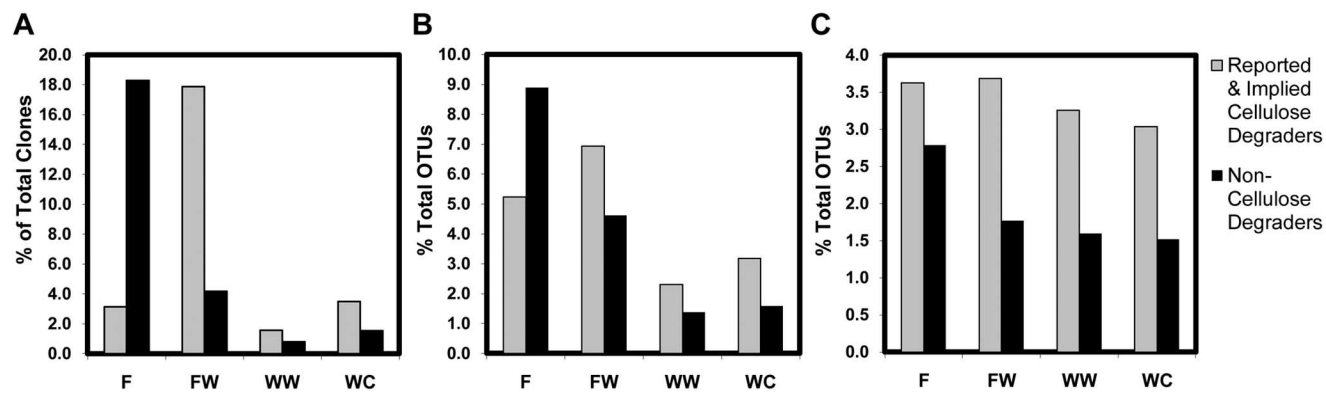 A
% of Total Clones
20.0
18.0
16.0
14.0
12.0
10.0
8.0
6.0
4.0
2.0
0.0
F FW WW WC
B
% Total OTUs
10.0
9.0
8.0
7.0
6.0
5.0
4.0
3.0
2.0
1.0
0.0
F FW WW WC
C
% Total OTUs
4.0
3.5
3.0
2.5
2.0
1.5
1.0
0.5
0.0
F FW WW WC
Reported
& Implied
Cellulose
Degraders
Non-
Cellulose
Degraders